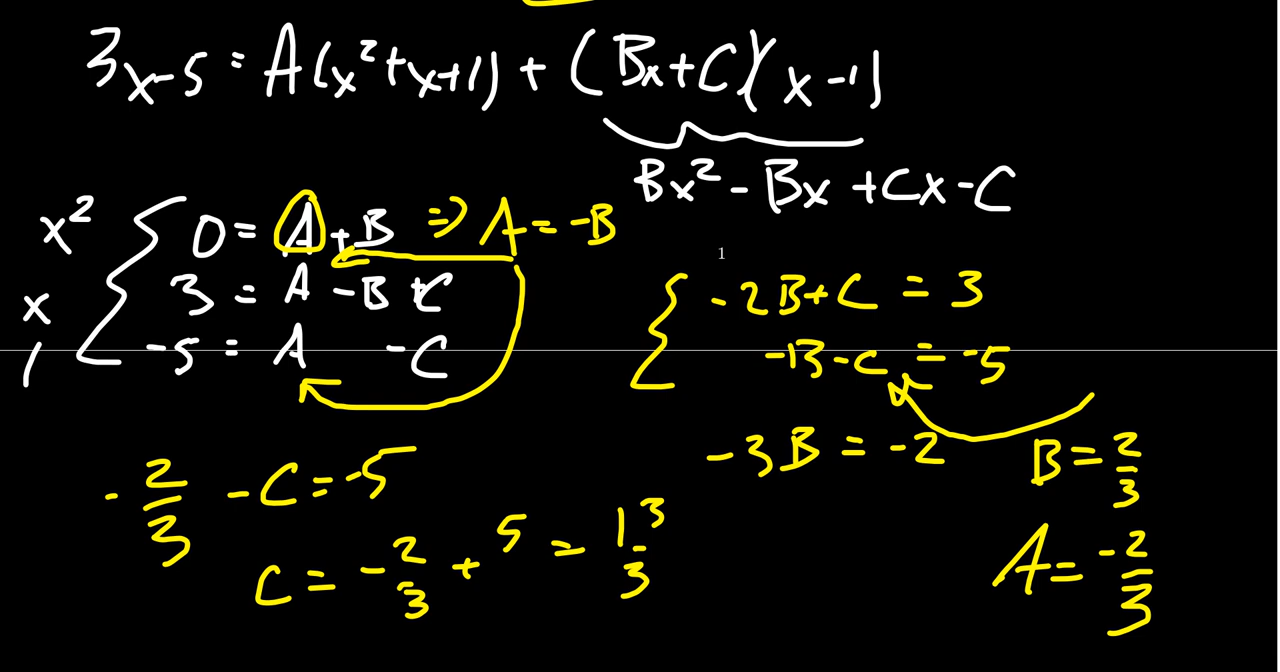 3x-5 = A(x²+x+1) + (Bx+C)(x-1)
Bx² - Bx + Cx - C
x² 0 = A + B ⇒ A = -B
1
x 3 = A - B + C
1 -5 = A - C
-2B + C = 3
-B - C = -5
-3B = -2 B = 2/3
-2/3 - C = -5
C = -2/3 + 5 = 13/3
A = -2/3